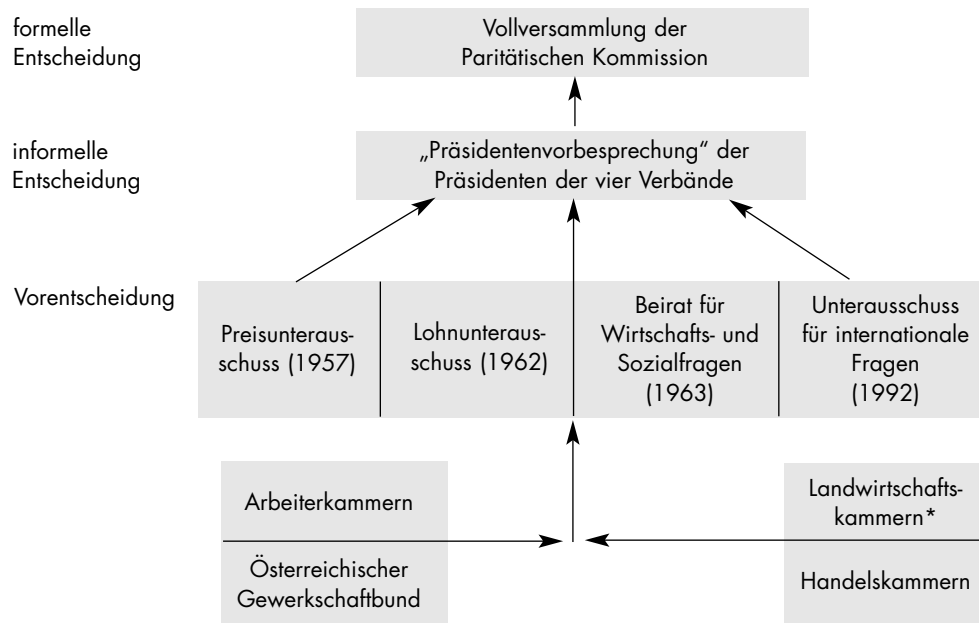 formelle
Entscheidung
Vollversammlung der
Paritätischen Kommission
informelle
Entscheidung
„Präsidentenvorbesprechung“ der
Präsidenten der vier Verbände
Vorentscheidung
Preisunteraus-
schuss (1957)
Lohnunteraus-
schuss (1962)
Beirat für
Wirtschafts- und
Sozialfragen
(1963)
Unterausschuss
für internationale
Fragen
(1992)
Arbeiterkammern
Österreichischer
Gewerkschaftbund
Landwirtschafts-
kammern*
Handelskammern